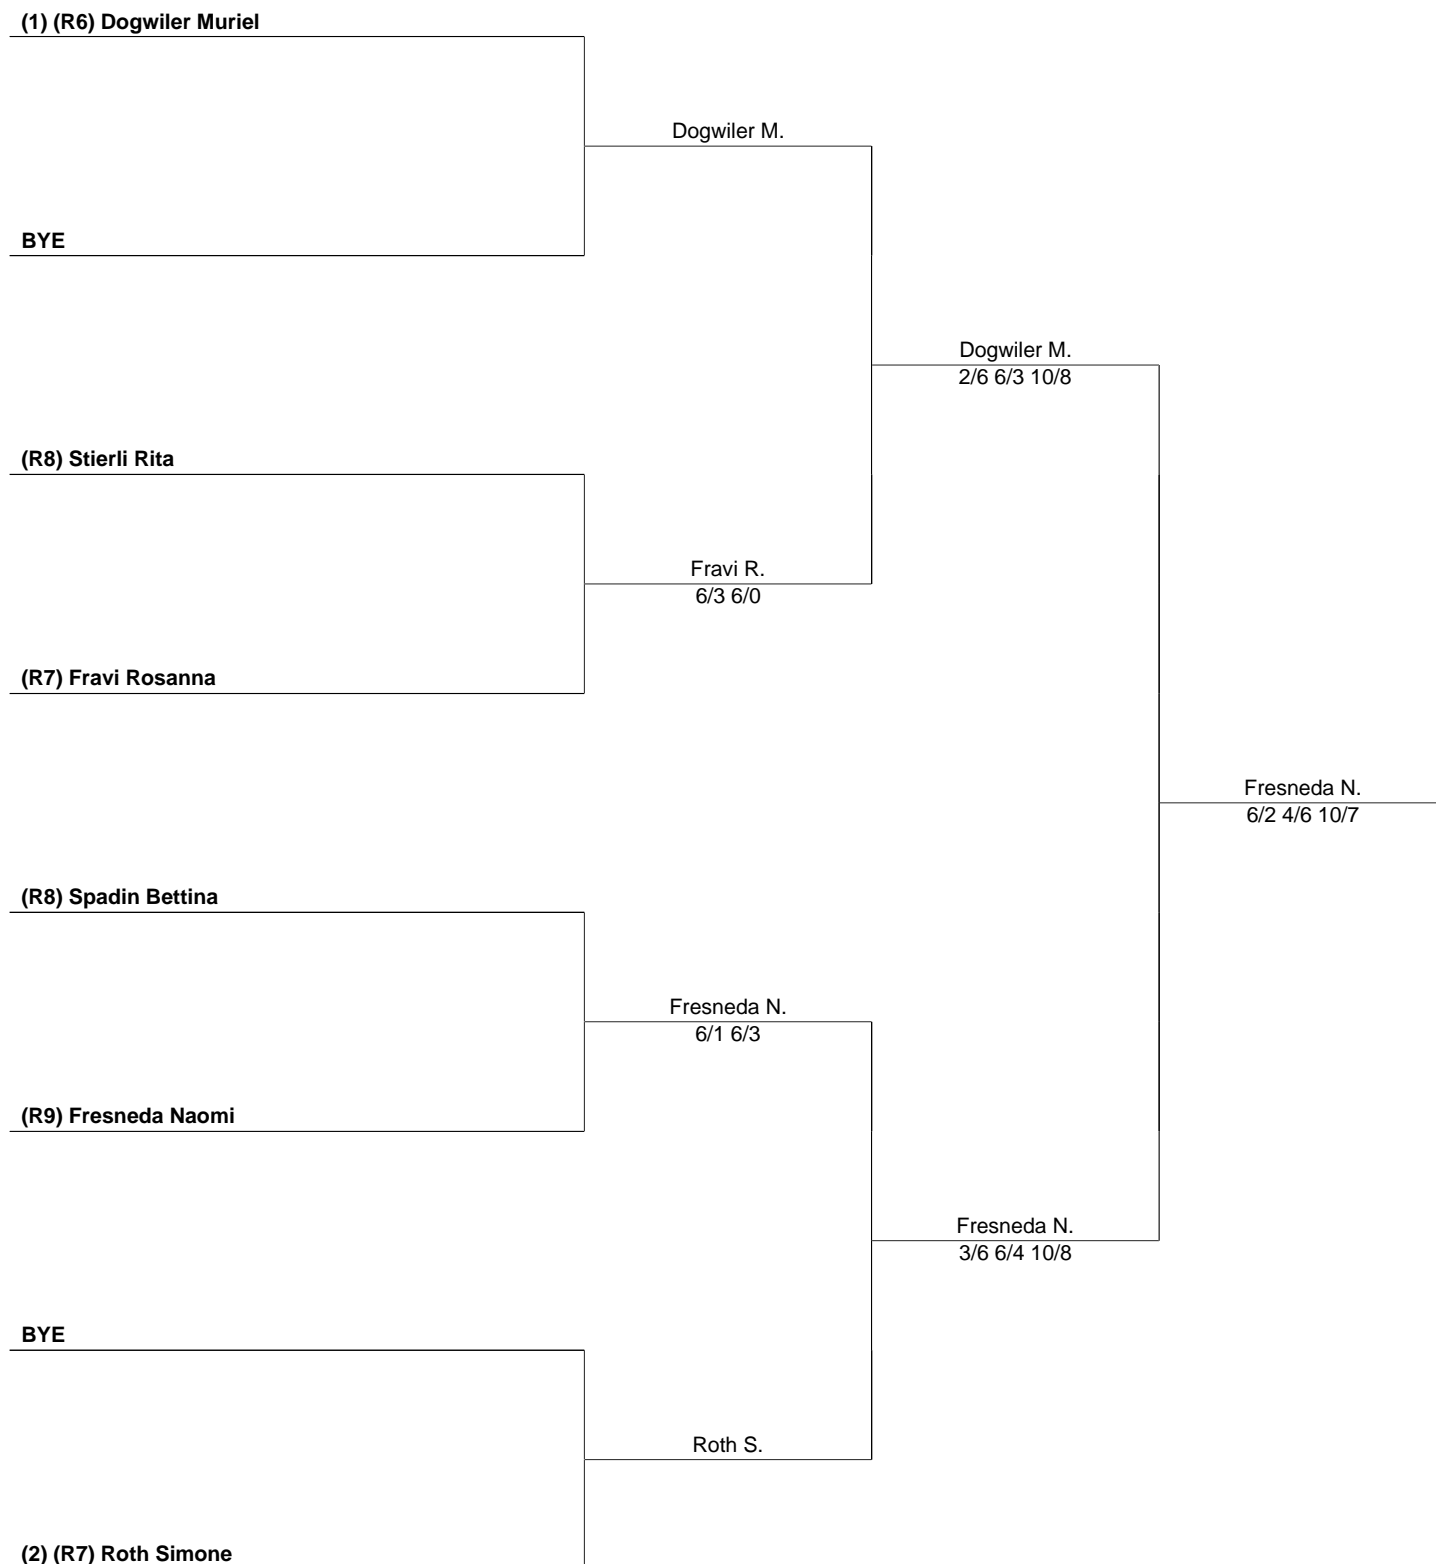 (1) (R6) Dogwiler Muriel
Dogwiler M.
BYE
Dogwiler M.
2/6 6/3 10/8
(R8) Stierli Rita
Fravi R.
6/3 6/0
(R7) Fravi Rosanna
Fresneda N.
6/2 4/6 10/7
(R8) Spadin Bettina
Fresneda N.
6/1 6/3
(R9) Fresneda Naomi
Fresneda N.
3/6 6/4 10/8
BYE
Roth S.
(2) (R7) Roth Simone